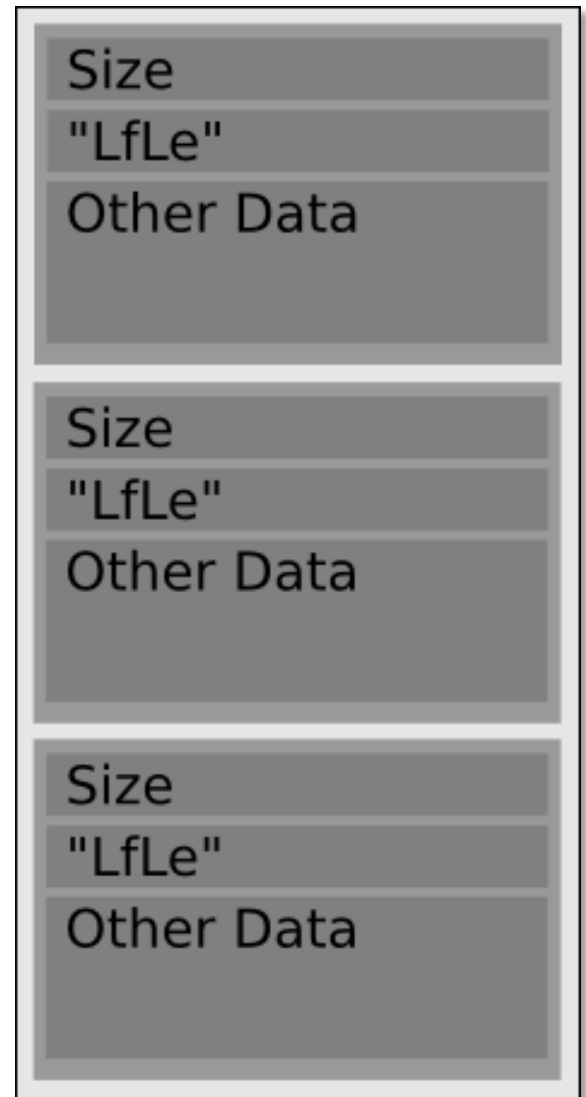 Size
"LfLe"
Other Data
Size
"LfLe"
Other Data
Size
"LfLe"
Other Data